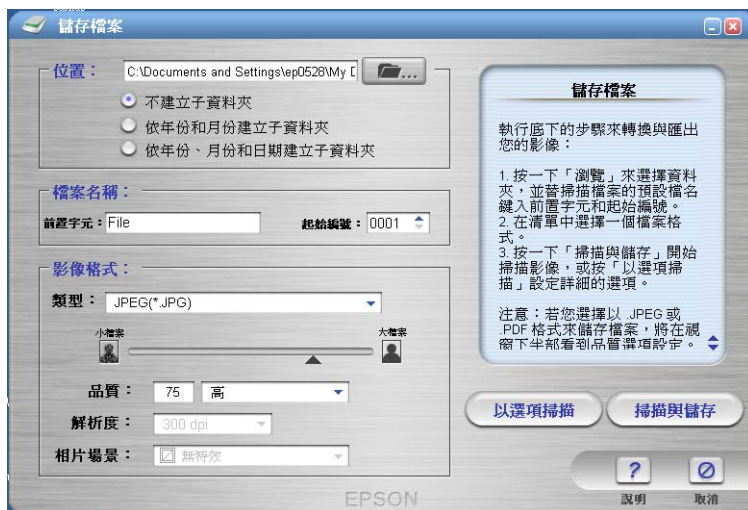 儲存檔案
位置：
C:\Documents and Settings\ep0528\My D
...
不建立子資料夾
依年份和月份建立子資料夾
依年份、月份和日期建立子資料夾
檔案名稱：
前置字元：File
起始編號：0001
影像格式：
類型：JPEG(*.JPG)
小檔案
大檔案
品質：75 高
解析度：300 dpi
相片場景：無特效
EPSON
儲存檔案
執行底下的步驟來轉換與匯出
您的影像：
1. 按一下「瀏覽」來選擇資料
夾，並替掃描檔案的預設檔名
鍵入前置字元和起始編號。
2. 在清單中選擇一個檔案格
式。
3. 按一下「掃描與儲存」開始
掃描影像，或按「以選項掃
描」設定詳細的選項。
注意：若您選擇以 .JPEG 或
.PDF 格式來儲存檔案，將在視
窗下半部看到品質選項設定。
以選項掃描
掃描與儲存
?
說明
取消